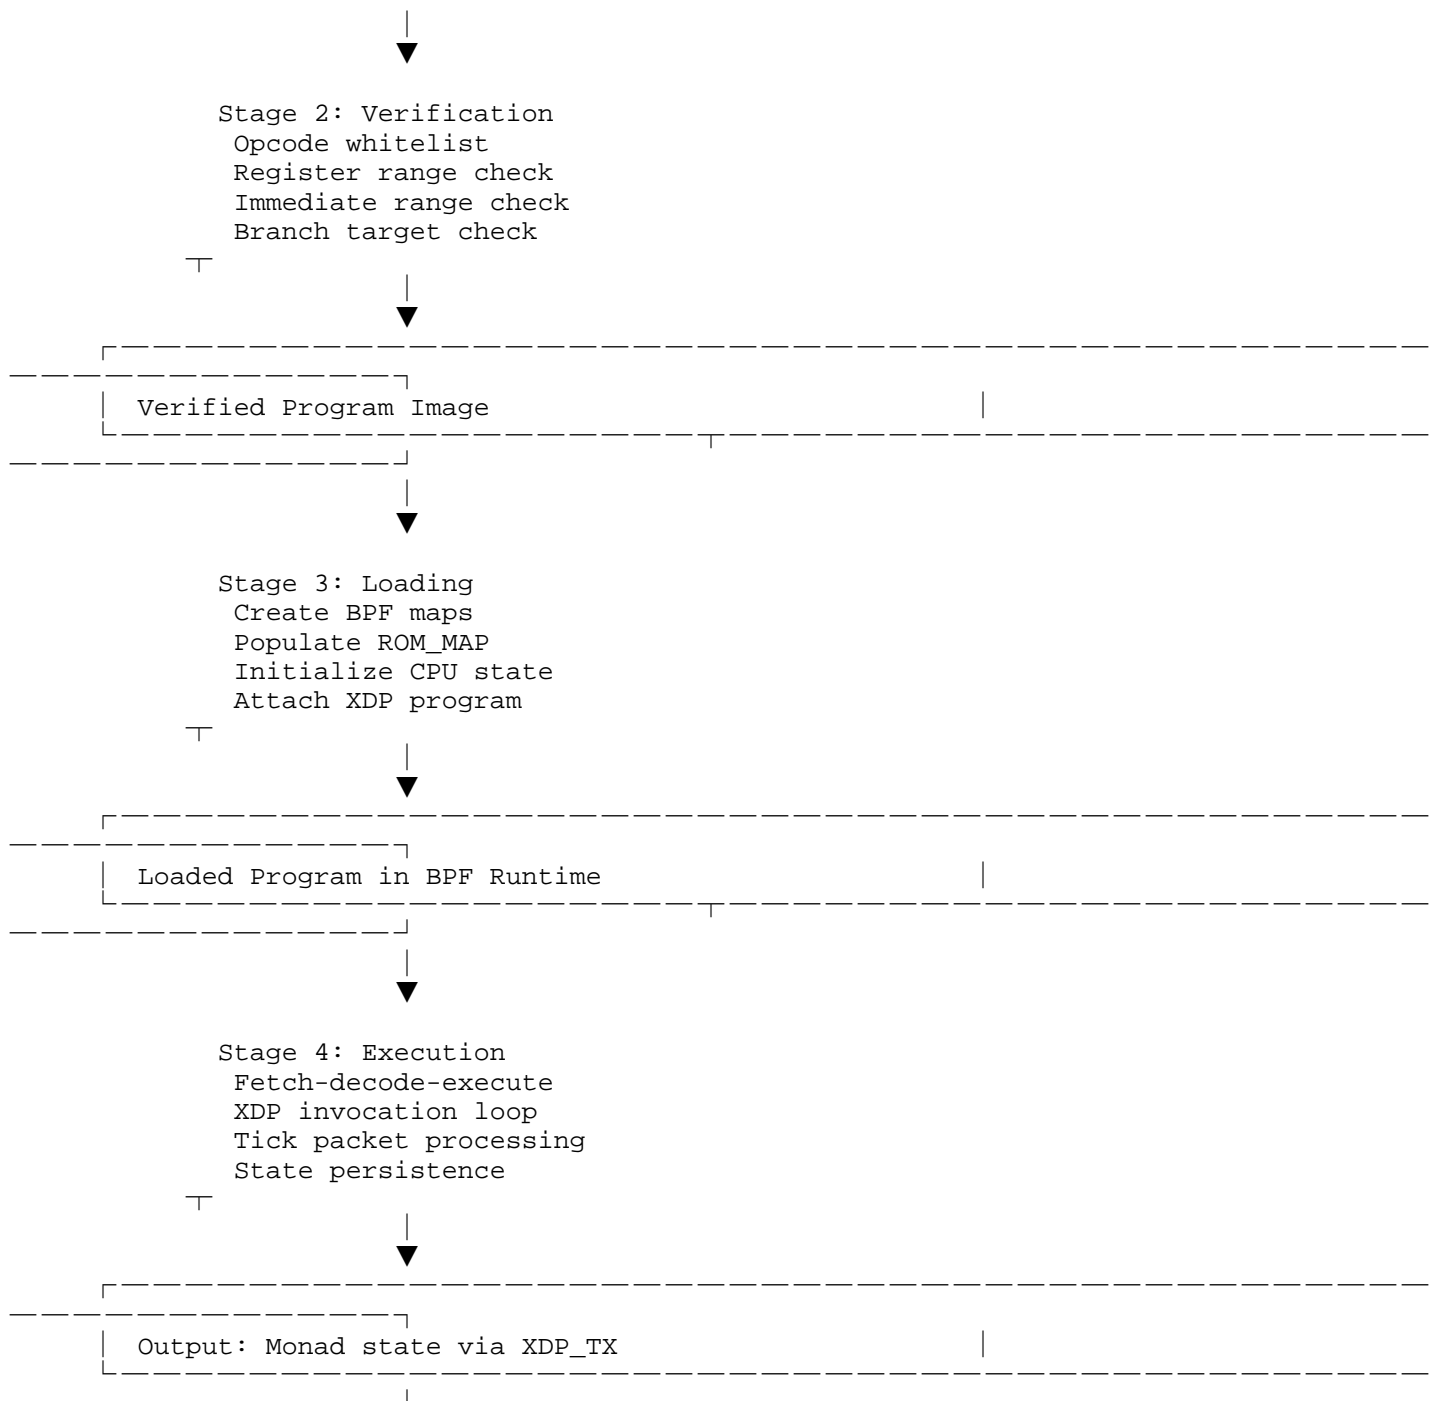 Stage 2: Verification
Opcode whitelist
Register range check
Immediate range check
Branch target check
Verified Program Image
Stage 3: Loading
Create BPF maps
Populate ROM_MAP
Initialize CPU state
Attach XDP program
Loaded Program in BPF Runtime
Stage 4: Execution
Fetch-decode-execute
XDP invocation loop
Tick packet processing
State persistence
Output: Monad state via XDP_TX